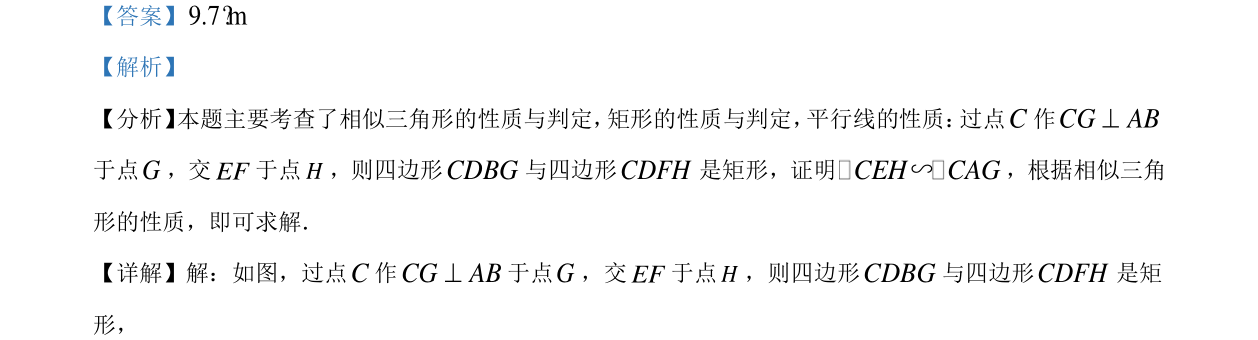 【答案】9.7?m
【解析】
【分析】本题主要考查了相似三角形的性质与判定,矩形的性质与判定,平行线的性质:过点C作CG⊥AB
于点G,交EF于点H,则四边形CDBG与四边形CDFH是矩形,证明□CEH∽□CAG,根据相似三角
形的性质,即可求解.
【详解】解:如图,过点C作CG⊥AB于点G,交EF于点H,则四边形CDBG与四边形CDFH是矩
形,